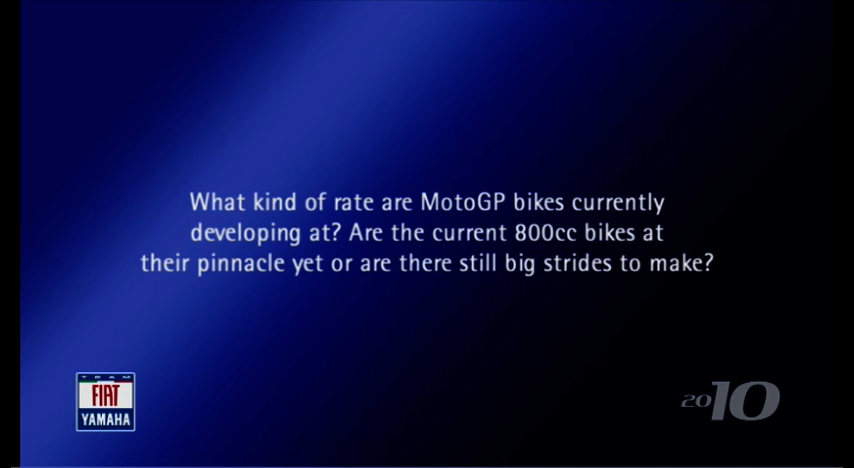 What kind of rate are MotoGP bikes currently
developing at? Are the current 800cc bikes at
their pinnacle yet or are there still big strides to make?
TEAM
FIAT
YAMAHA
2010